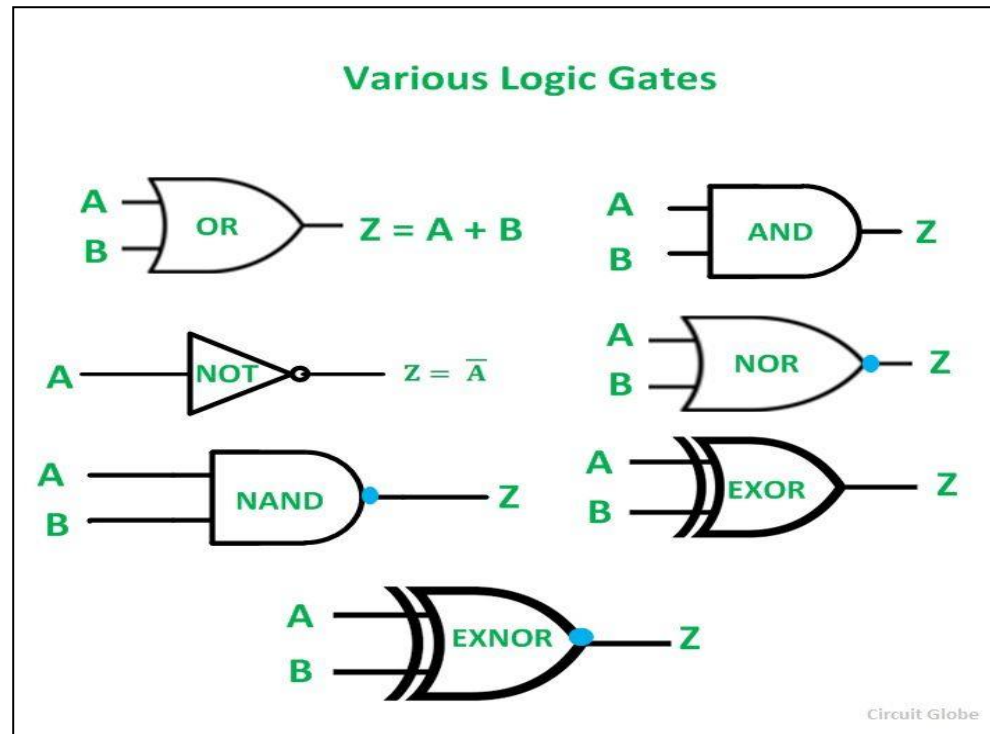 Various Logic Gates
A
B
OR
Z = A + B
A
B
AND
Z
A
NOT
Z = A̅
A
B
NOR
Z
A
B
NAND
Z
A
B
EXOR
Z
A
B
EXNOR
Z
Circuit Globe